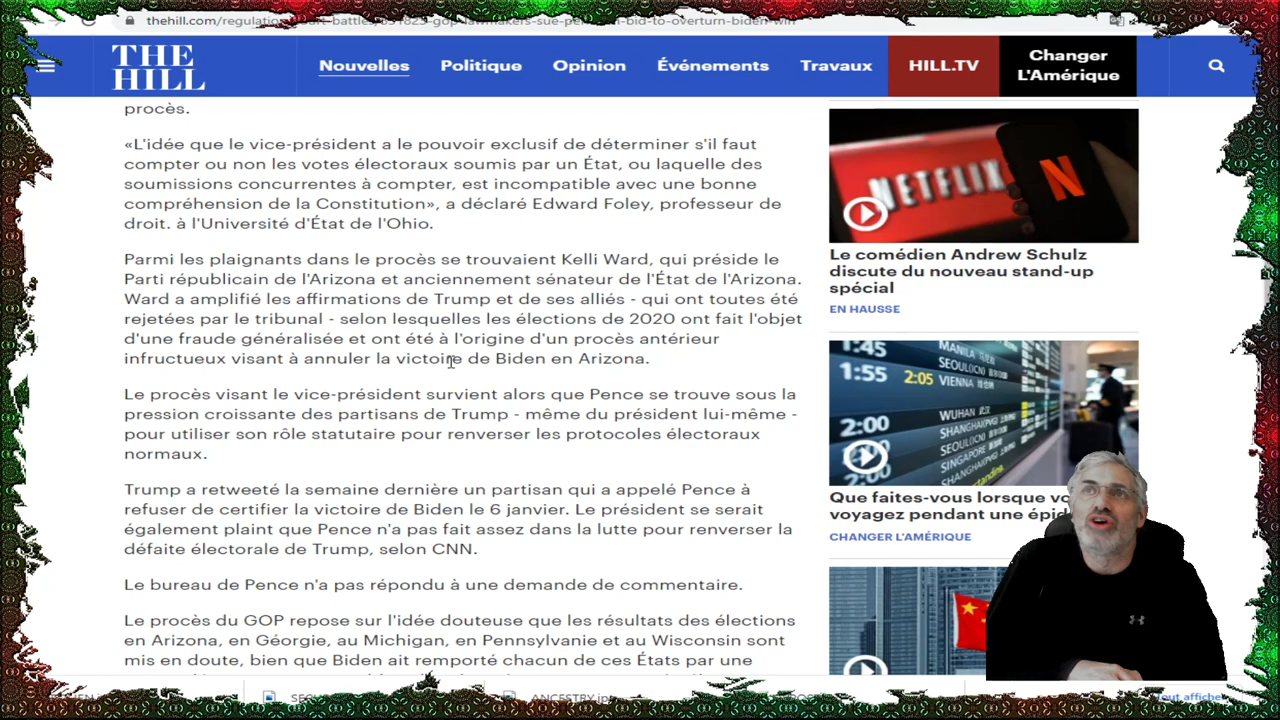 THE HILL
Nouvelles
Politique
Opinion
Événements
Travaux
HILL.TV
Changer
L'Amérique
procès.
«L'idée que le vice-président a le pouvoir exclusif de déterminer s'il faut
compter ou non les votes électoraux soumis par un État, ou laquelle des
soumissions concurrentes à compter, est incompatible avec une bonne
compréhension de la Constitution», a déclaré Edward Foley, professeur de
droit. à l'Université d'État de l'Ohio.
Parmi les plaignants dans le procès se trouvaient Kelli Ward, qui préside le
Parti républicain de l'Arizona et anciennement sénateur de l'État de l'Arizona.
Ward a amplifié les affirmations de Trump et de ses alliés - qui ont toutes été
rejetées par le tribunal - selon lesquelles les élections de 2020 ont fait l'objet
d'une fraude généralisée et ont été à l'origine d'un procès antérieur
infructueux visant à annuler la victoire de Biden en Arizona.
Le procès visant le vice-président survient alors que Pence se trouve sous la
pression croissante des partisans de Trump - même du président lui-même -
pour utiliser son rôle statutaire pour renverser les protocoles électoraux
normaux.
Trump a retweeté la semaine dernière un partisan qui a appelé Pence à
refuser de certifier la victoire de Biden le 6 janvier. Le président se serait
également plaint que Pence n'a pas fait assez dans la lutte pour renverser la
défaite électorale de Trump, selon CNN.
Le bureau de Pence n'a pas répondu à une demande de commentaire.
Le procès du GOP repose sur l'idée douteuse que les résultats des élections
en Arizona, en Géorgie, au Michigan, en Pennsylvanie et au Wisconsin sont
mis en doute, bien que Biden ait remporté chacun de ces États par une
NETFLIX
N
Le comédien Andrew Schulz
discute du nouveau stand-up
spécial
EN HAUSSE
1:45 MANILA
1:55 2:05 SEOUL(ICN)
VIENNA
2:00 WUHAN
SHANGHAI(PVG)
2:00 SEOUL(ICN)
SINGAPORE
Que faites-vous lorsque vo
voyagez pendant une épid
CHANGER L'AMÉRIQUE
ANCESTRY.jp
tout affiche